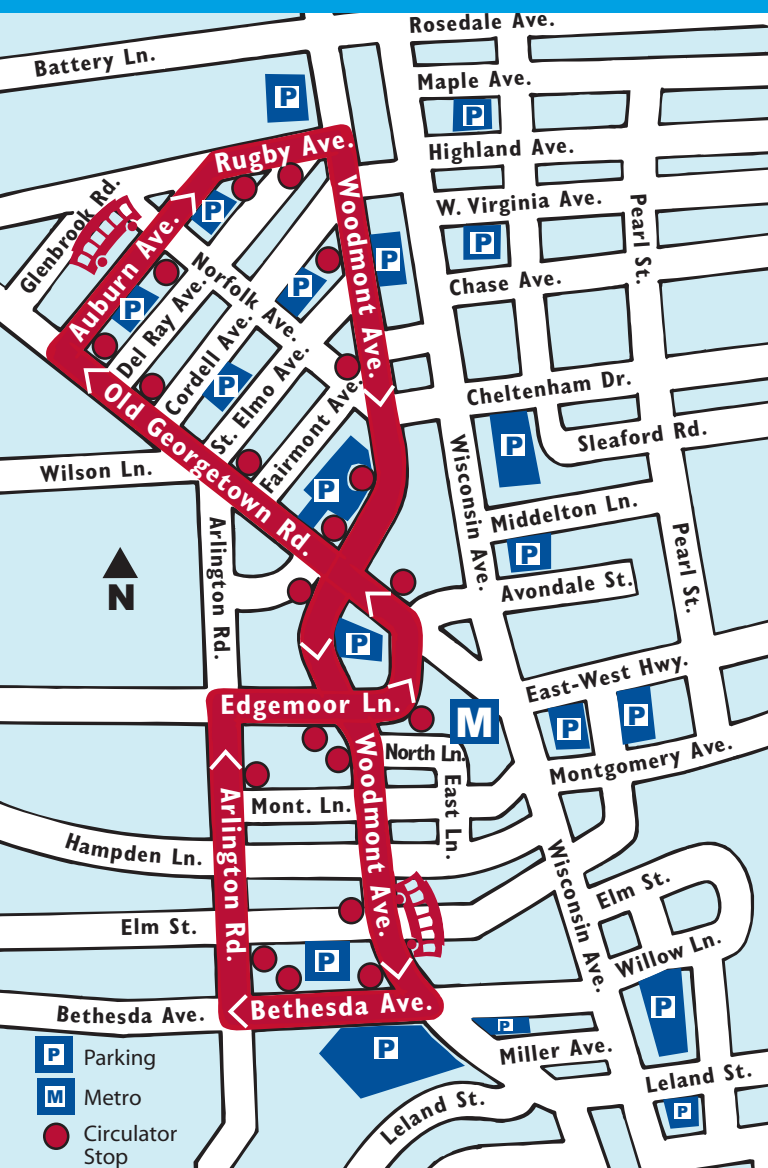 Rosedale Ave.
Battery Ln.
Maple Ave.
P
P
Highland Ave.
Rugby Ave.
W. Virginia Ave.
Pearl St.
Glenbrook Rd.
P
Woodmont Ave.
P
P
Auburn Ave.
Norfolk Ave.
Chase Ave.
P
P
Del Ray Ave.
Cordell Ave.
P
St. Elmo Ave.
Fairmont Ave.
Cheltenham Dr.
Old Georgetown Rd.
Sleaford Rd.
P
Wilson Ln.
Wisconsin Ave.
P
Middelton Ln.
Arlington Rd.
P
Pearl St.
Avondale St.
N
P
East-West Hwy.
Edgemoor Ln.
M
P
P
North Ln.
Montgomery Ave.
Woodmont Ave.
East Ln.
Mont. Ln.
Arlington Rd.
Hampden Ln.
Wisconsin Ave.
Elm St.
Elm St.
Willow Ln.
P
Bethesda Ave.
Bethesda Ave.
P
P
P
Miller Ave.
P
Parking
Leland St.
M
Metro
Leland St.
P
Circulator
Stop